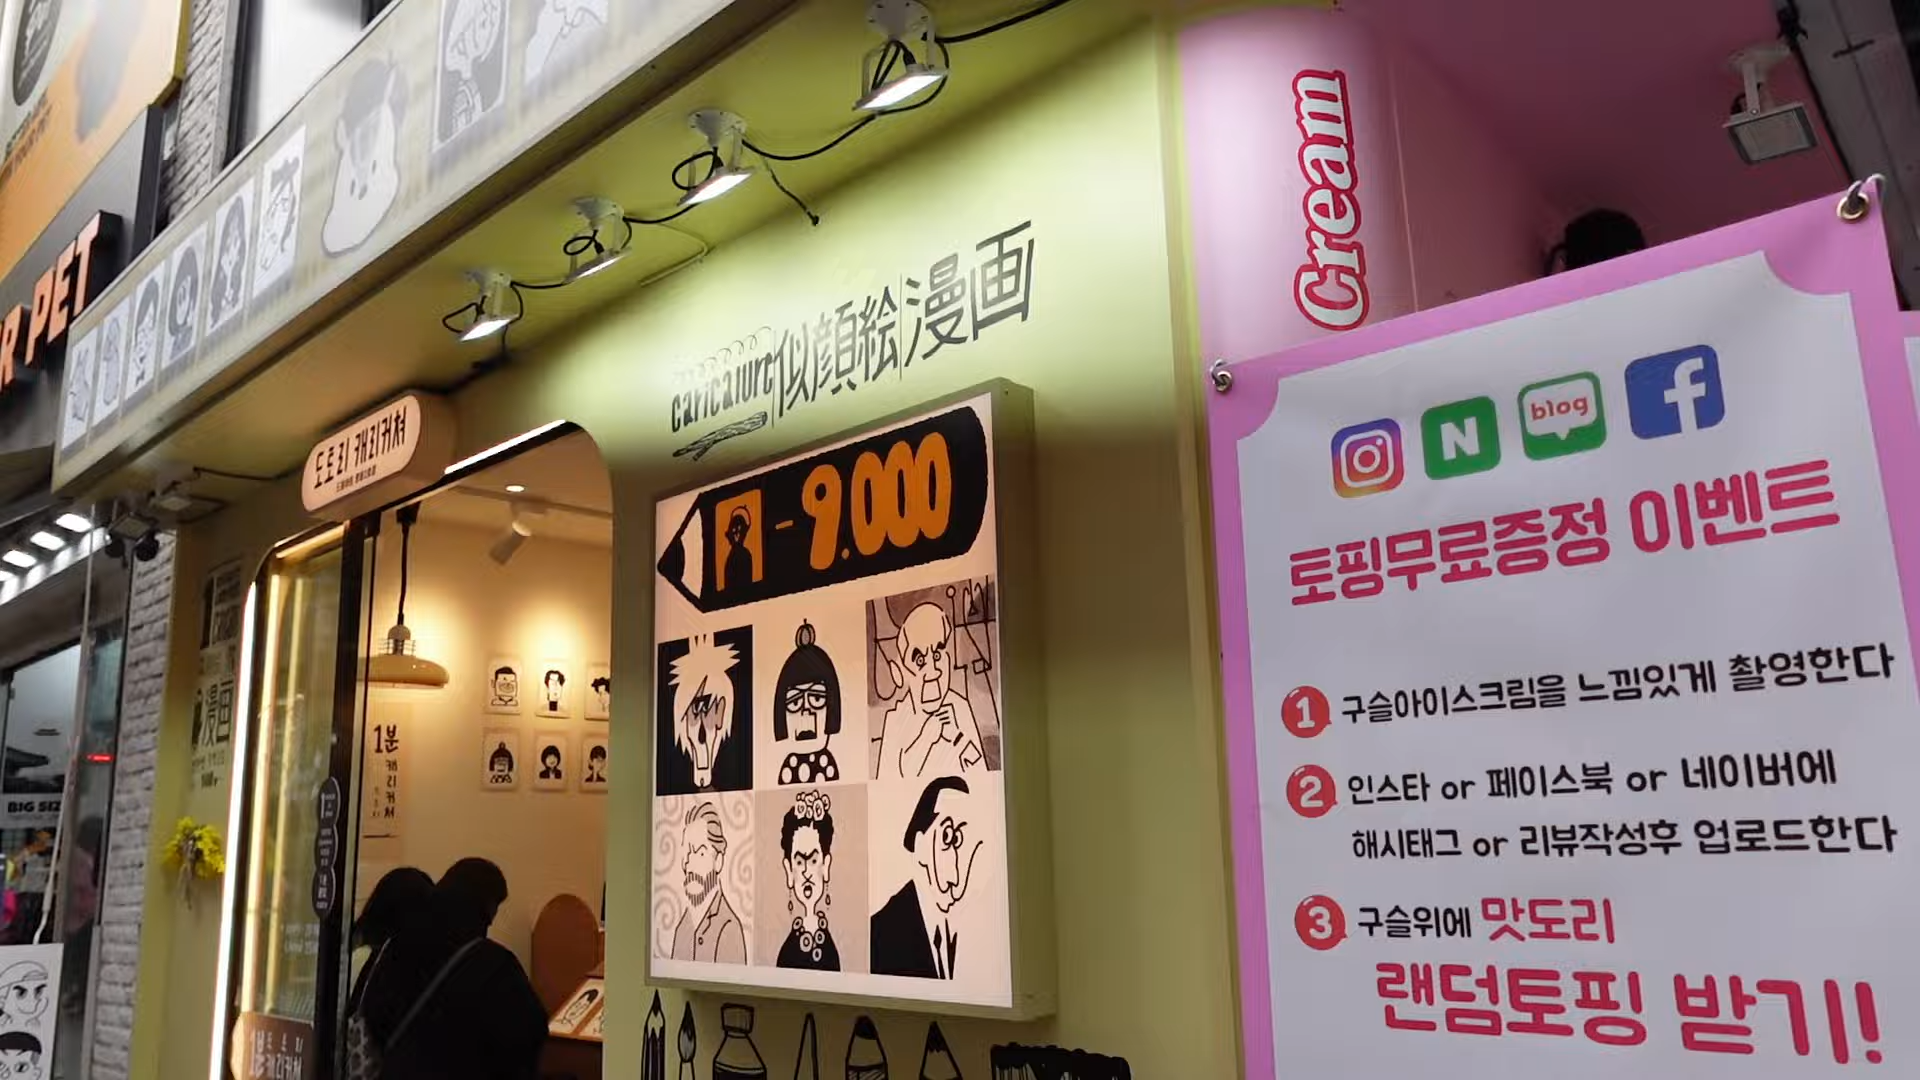 R PET
도토리 캐리커쳐
caricature 似顔絵 漫画
- 9.000
1분
캐리커쳐
漫画
BIG SIZ
Cream
N
blog
f
토핑무료증정 이벤트
1 구슬아이스크림을 느낌있게 촬영한다
2 인스타 or 페이스북 or 네이버에
해시태그 or 리뷰작성후 업로드한다
3 구슬위에 맛도리
랜덤토핑 받기!